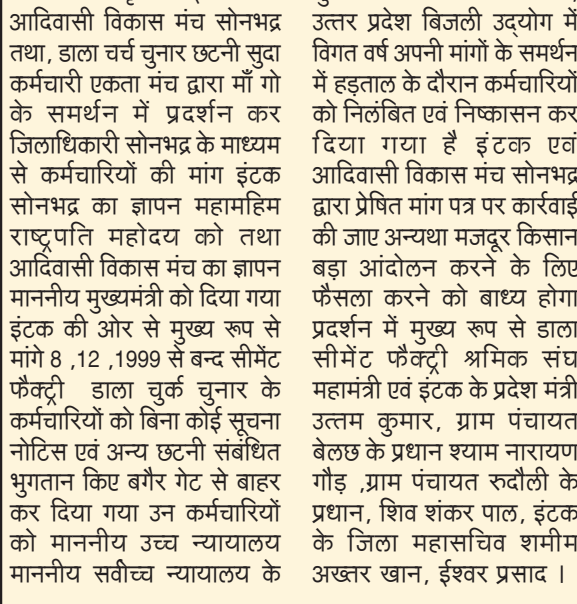 आदिवासी विकास मंच सोनभद्र
तथा, डाला चर्च चुनार छटनी सुदा
कर्मचारी एकता मंच द्वारा माँ गो
के समर्थन में प्रदर्शन कर
जिलाधिकारी सोनभद्र के माध्यम
से कर्मचारियों की मांग इंटक
सोनभद्र का ज्ञापन महामहिम
राष्ट्रपति महोदय को तथा
आदिवासी विकास मंच का ज्ञापन
माननीय मुख्यमंत्री को दिया गया
इंटक की ओर से मुख्य रूप से
मांगे 8 ,12 ,1999 से बन्द सीमेंट
फैक्ट्री डाला चुर्क चुनार के
कर्मचारियों को बिना कोई सूचना
नोटिस एवं अन्य छटनी संबंधित
भुगतान किए बगैर गेट से बाहर
कर दिया गया उन कर्मचारियों
को माननीय उच्च न्यायालय
माननीय सर्वोच्च न्यायालय के
उत्तर प्रदेश बिजली उद्योग में
विगत वर्ष अपनी मांगों के समर्थन
में हड़ताल के दौरान कर्मचारियों
को निलंबित एवं निष्कासन कर
दिया गया है इंटक एवं
आदिवासी विकास मंच सोनभद्र
द्वारा प्रेषित मांग पत्र पर कार्रवाई
की जाए अन्यथा मजदूर किसान
बड़ा आंदोलन करने के लिए
फैसला करने को बाध्य होगा
प्रदर्शन में मुख्य रूप से डाला
सीमेंट फैक्ट्री श्रमिक संघ
महामंत्री एवं इंटक के प्रदेश मंत्री
उत्तम कुमार, ग्राम पंचायत
बेलछ के प्रधान श्याम नारायण
गौड़ ,ग्राम पंचायत रुदौली के
प्रधान, शिव शंकर पाल, इंटक
के जिला महासचिव शमीम
अख्तर खान, ईश्वर प्रसाद ।